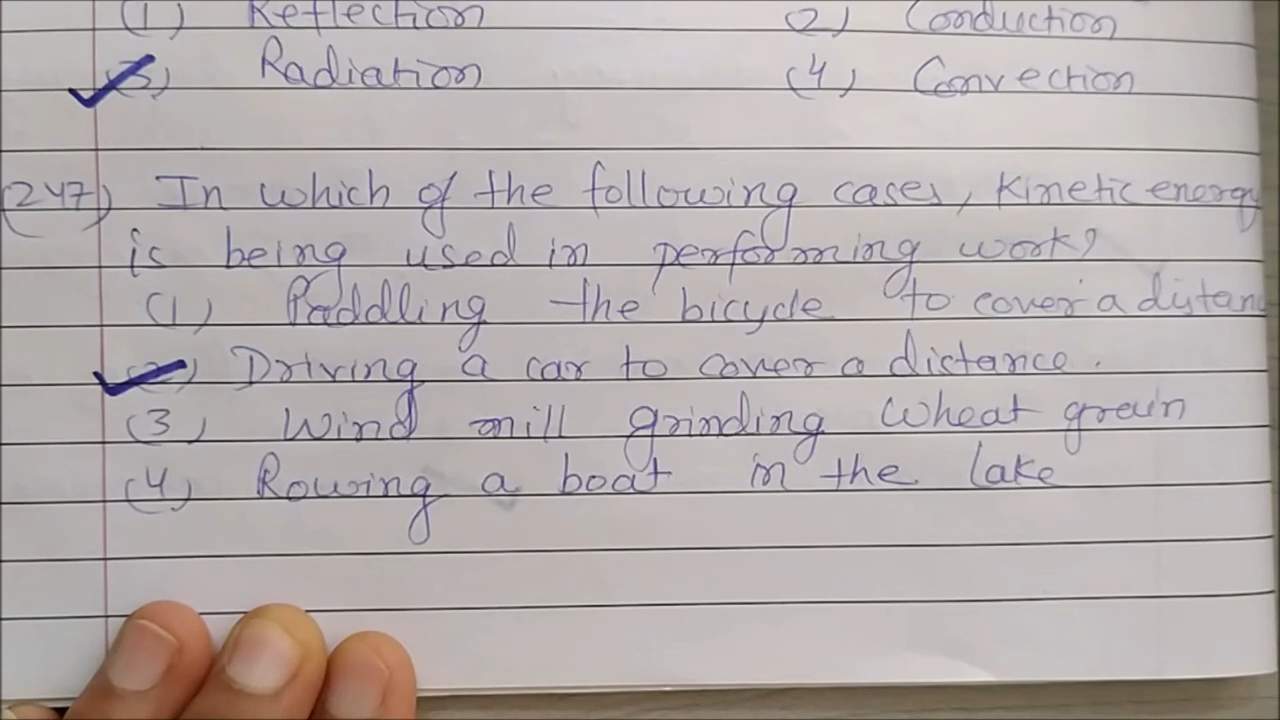 (1) Reflection 2) Conduction
(3) Radiation (4) Convection
(247) In which of the following cases, Kinetic energy
is being used in performing work?
(1) Paddling the bicycle to cover a distanc
(2) Driving a car to cover a distance.
(3) Wind mill grinding wheat grain
(4) Rowing a boat in the lake